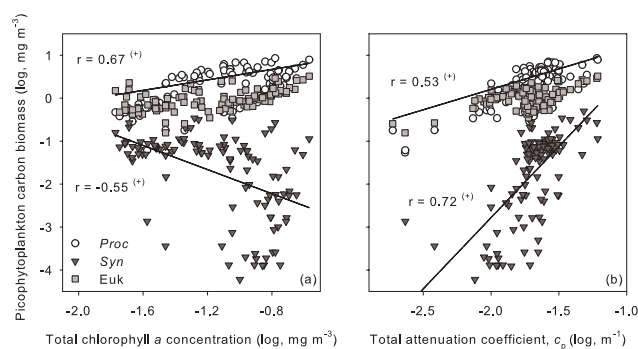 Picophytoplankton carbon biomass (log, mg m⁻³)
1
0
-1
-2
-3
-4
r = 0.67 (+)
r = -0.55 (+)
Proc
Syn
Euk
(a)
-2.0 -1.6 -1.2 -0.8
Total chlorophyll a concentration (log, mg m⁻³)
r = 0.53 (+)
r = 0.72 (+)
(b)
-2.5 -2.0 -1.5 -1.0
Total attenuation coefficient, cₚ (log, m⁻¹)